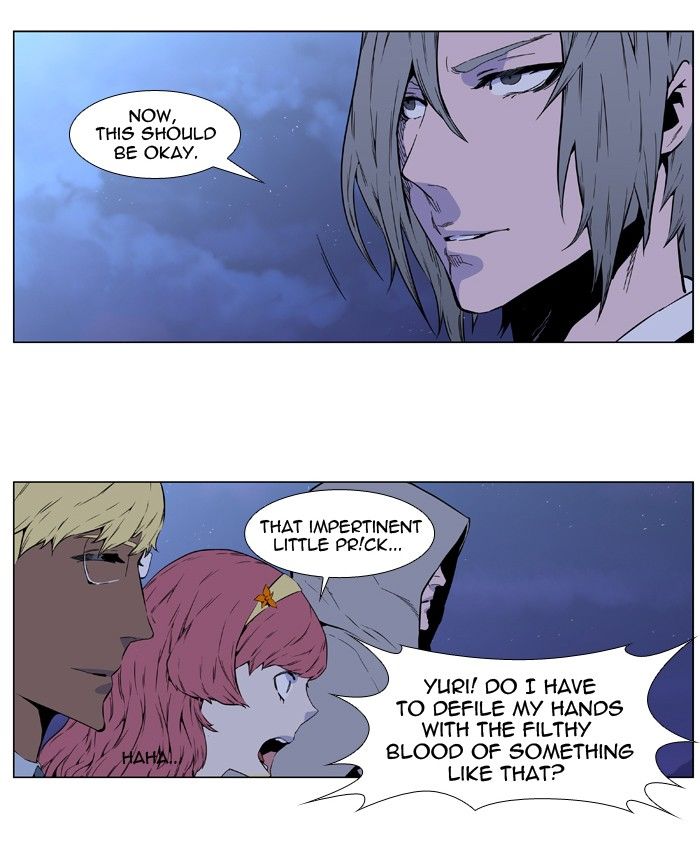 NOW,
THIS SHOULD
BE OKAY.
THAT IMPERTINENT
LITTLE PR!CK...
YURI! DO I HAVE
TO DEFILE MY HANDS
WITH THE FILTHY
BLOOD OF SOMETHING
LIKE THAT?
HAHA...